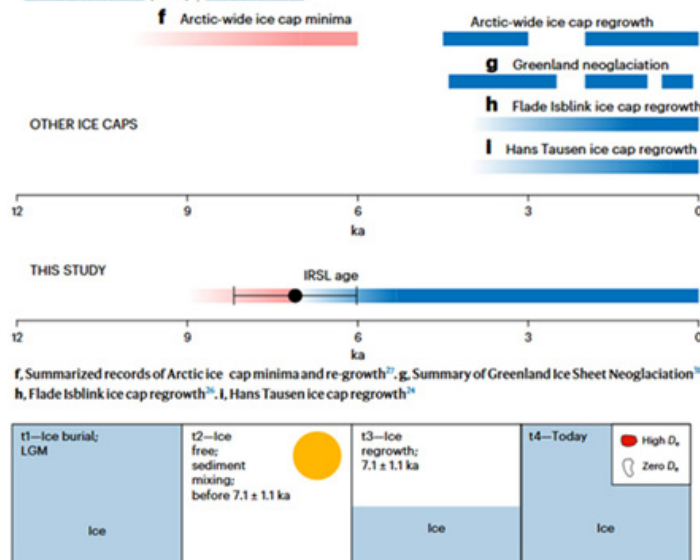 f Arctic-wide ice cap minima
Arctic-wide ice cap regrowth
g Greenland neoglaciation
h Flade Isblink ice cap regrowth
OTHER ICE CAPS
i Hans Tausen ice cap regrowth
12 9 6 3 0
ka
THIS STUDY
IRSL age
12 9 6 3 0
ka
f, Summarized records of Arctic ice cap minima and re-growth27. g, Summary of Greenland Ice Sheet Neoglaciation
h, Flade Isblink ice cap regrowth26. i, Hans Tausen ice cap regrowth24
t1—Ice burial;
LGM
Ice
t2—Ice
free;
sediment
mixing;
before 7.1 ± 1.1 ka
t3—Ice
regrowth;
7.1 ± 1.1 ka
Ice
t4—Today
High De
Zero De
Ice